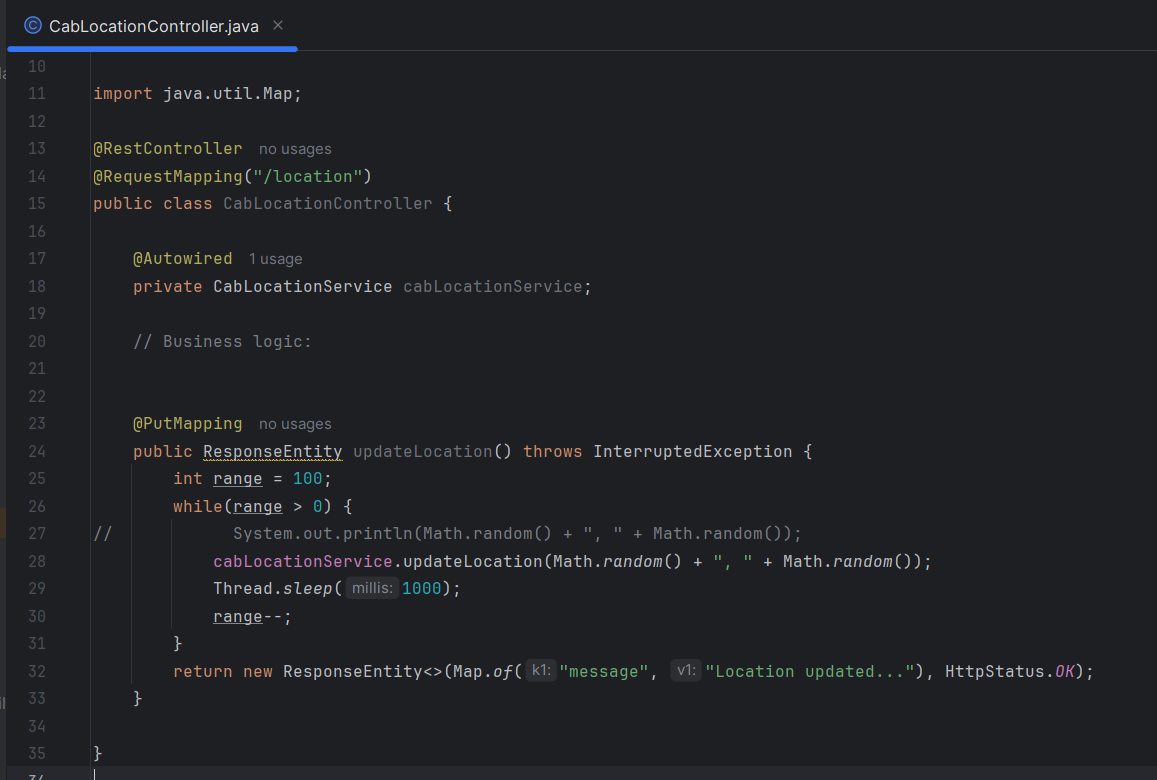 CabLocationController.java
10
11 import java.util.Map;
12
13 @RestController no usages
14 @RequestMapping("/location")
15 public class CabLocationController {
16
17 @Autowired 1 usage
18 private CabLocationService cabLocationService;
19
20 // Business logic:
21
22
23 @PutMapping no usages
24 public ResponseEntity updateLocation() throws InterruptedException {
25 int range = 100;
26 while(range > 0) {
27 // System.out.println(Math.random() + ", " + Math.random());
28 cabLocationService.updateLocation(Math.random() + ", " + Math.random());
29 Thread.sleep( millis: 1000);
30 range--;
31 }
32 return new ResponseEntity<>(Map.of( k1: "message", v1: "Location updated..."), HttpStatus.OK);
33 }
34
35 }